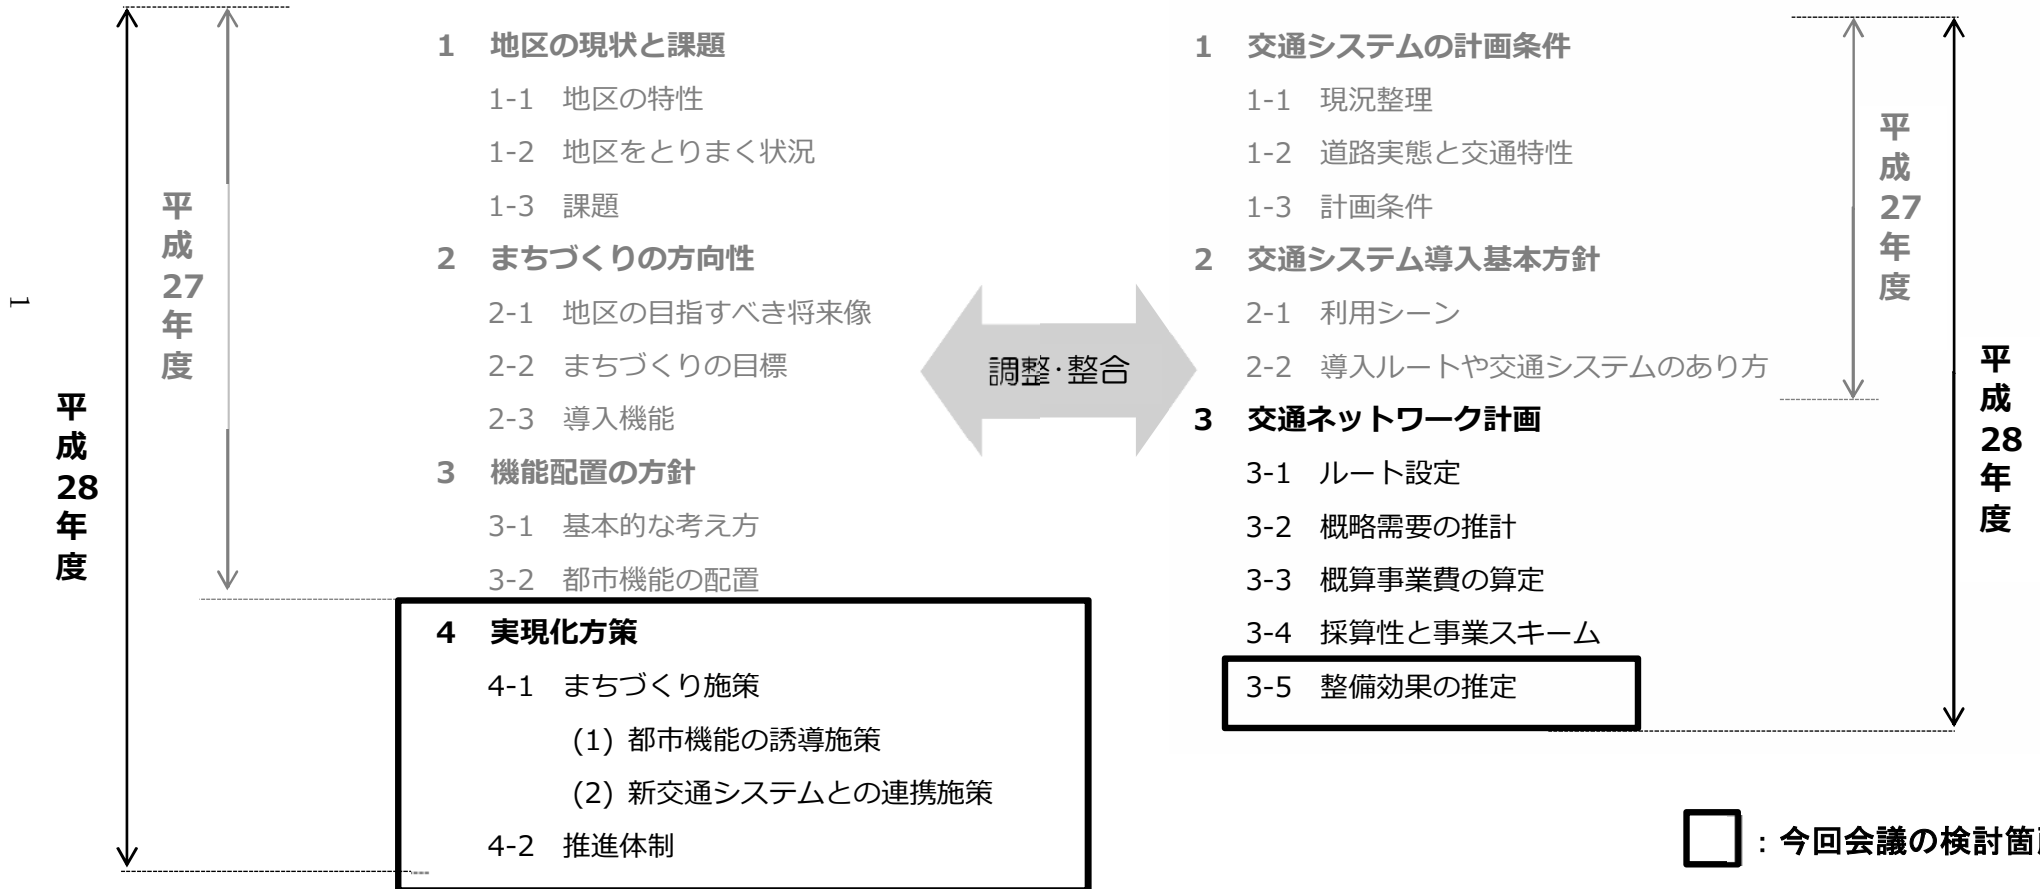 1 地区の現状と課題
1-1 地区の特性
1-2 地区をとりまく状況
1-3 課題
2 まちづくりの方向性
2-1 地区の目指すべき将来像
2-2 まちづくりの目標
2-3 導入機能
3 機能配置の方針
3-1 基本的な考え方
3-2 都市機能の配置
4 実現化方策
4-1 まちづくり施策
(1) 都市機能の誘導施策
(2) 新交通システムとの連携施策
4-2 推進体制
平成27年度
平成28年度
1
調整・整合
1 交通システムの計画条件
1-1 現況整理
1-2 道路実態と交通特性
1-3 計画条件
2 交通システム導入基本方針
2-1 利用シーン
2-2 導入ルートや交通システムのあり方
3 交通ネットワーク計画
3-1 ルート設定
3-2 概略需要の推計
3-3 概算事業費の算定
3-4 採算性と事業スキーム
3-5 整備効果の推定
平成27年度
平成28年度
：今回会議の検討箇